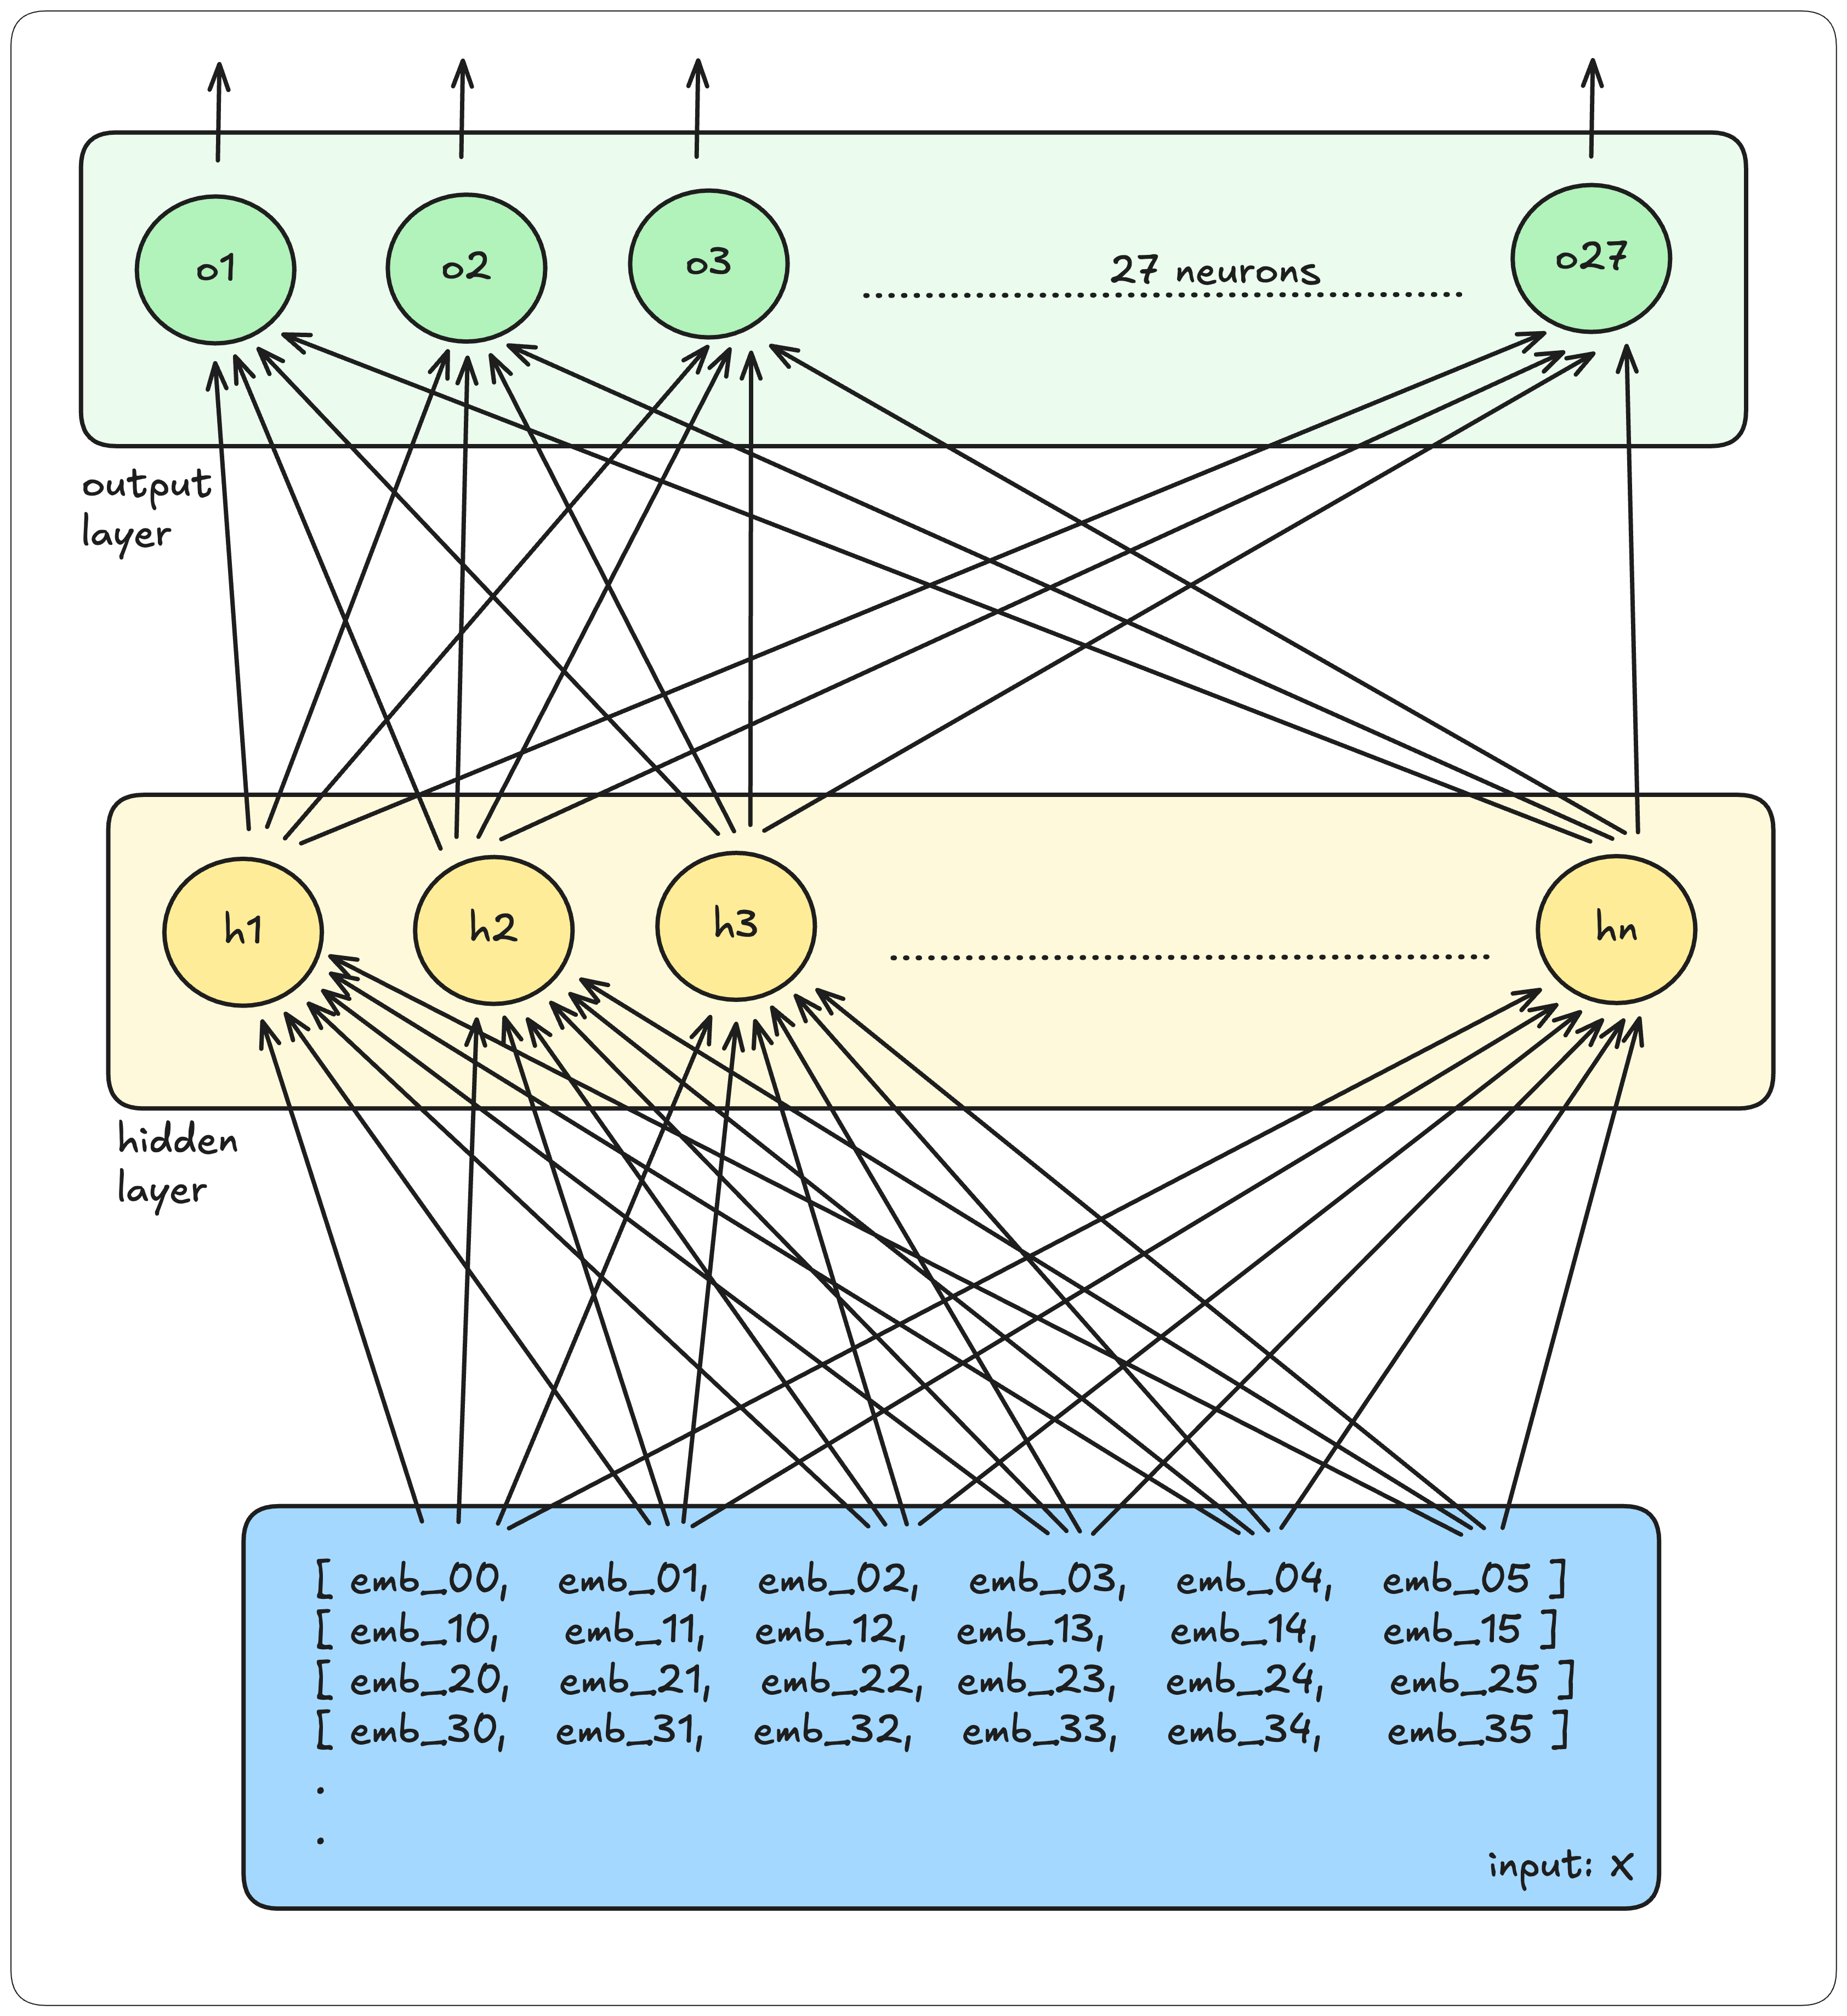 o1 o2 o3 27 neurons o27
output
layer
h1 h2 h3 hn
hidden
layer
[ emb_00, emb_01, emb_02, emb_03, emb_04, emb_05 ]
[ emb_10, emb_11, emb_12, emb_13, emb_14, emb_15 ]
[ emb_20, emb_21, emb_22, emb_23, emb_24, emb_25 ]
[ emb_30, emb_31, emb_32, emb_33, emb_34, emb_35 ]
.
.
input: X